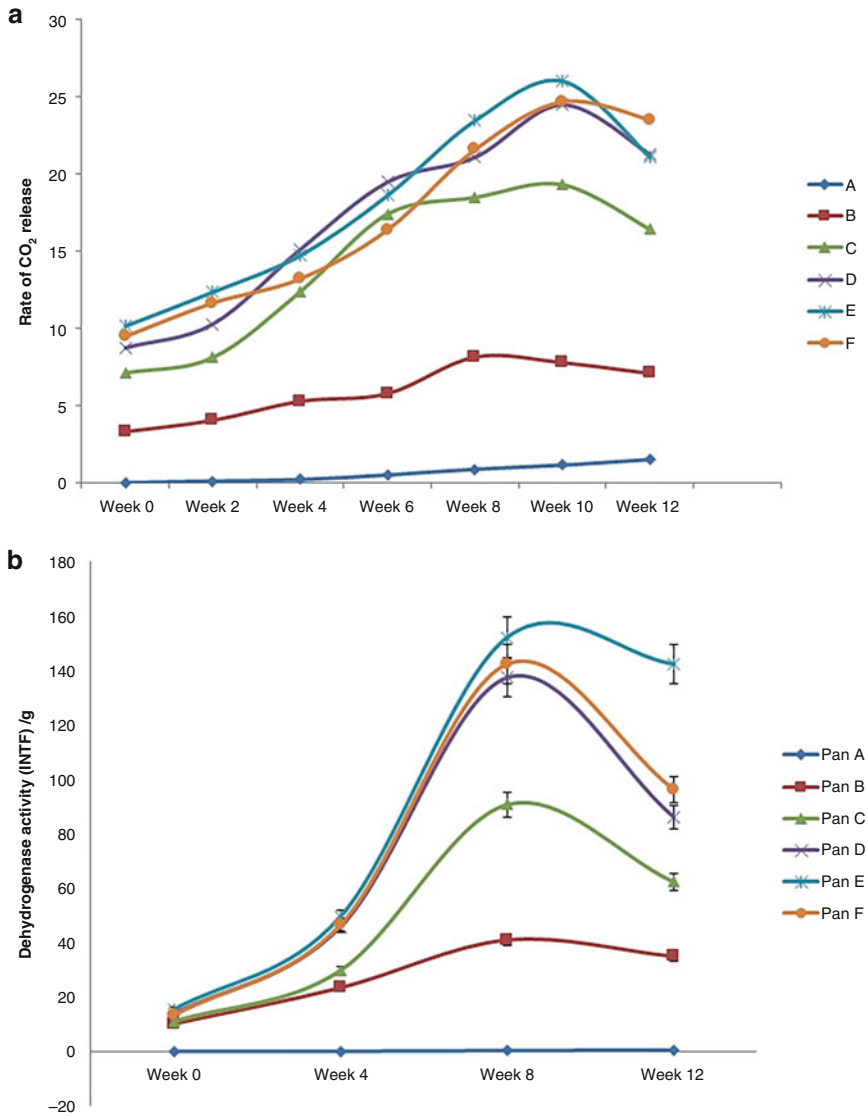 a
30
25
20
15
10
5
0
Rate of CO2 release
Week 0 Week 2 Week 4 Week 6 Week 8 Week 10 Week 12
A
B
C
D
E
F
b
180
160
140
120
100
80
60
40
20
0
–20
Dehydrogenase activity (INTF) /g
Week 0 Week 4 Week 8 Week 12
Pan A
Pan B
Pan C
Pan D
Pan E
Pan F